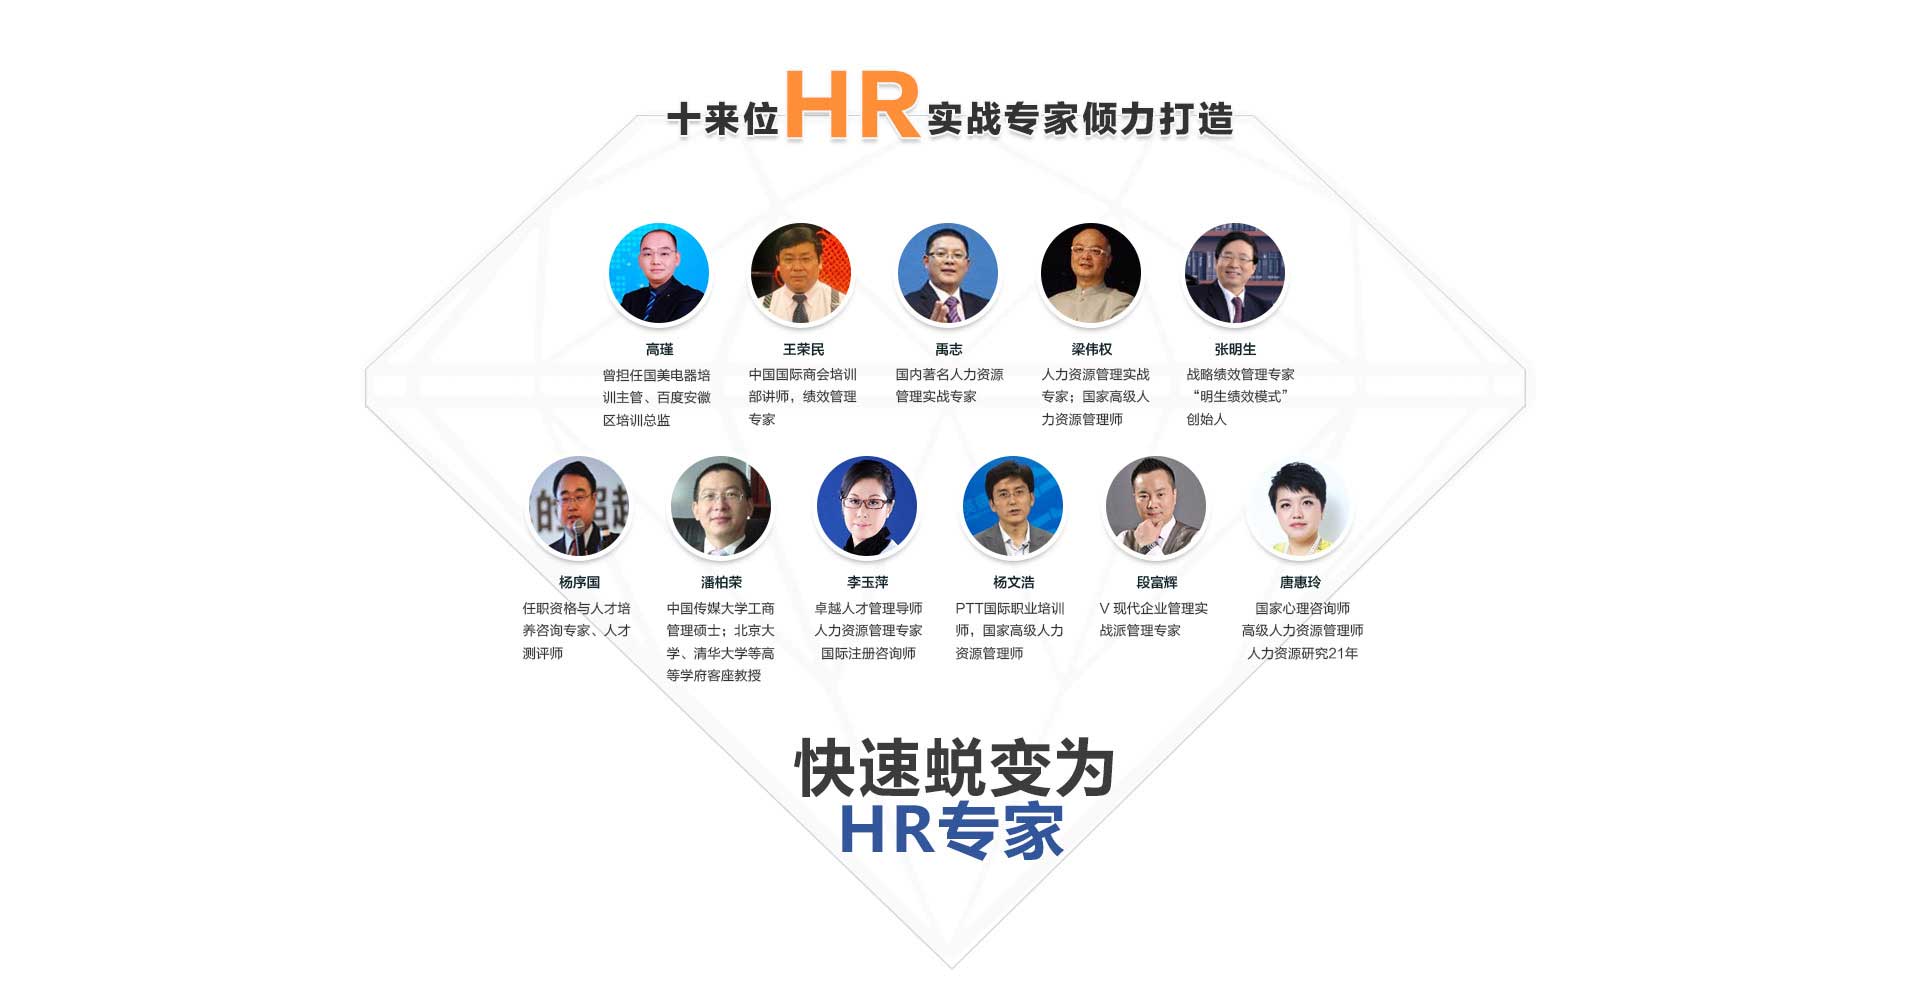 十来位HR实战专家倾力打造
高瑾
曾担任国美电器培
训主管、百度安徽
区培训总监
王荣民
中国国际商会培训
部讲师，绩效管理
专家
禹志
国内著名人力资源
管理实战专家
梁伟权
人力资源管理实战
专家；国家高级人
力资源管理师
张明生
战略绩效管理专家
“明生绩效模式”
创始人
的超越
杨序国
任职资格与人才培
养咨询专家、人才
测评师
潘柏荣
中国传媒大学工商
管理硕士；北京大
学、清华大学等高
等学府客座教授
李玉萍
卓越人才管理导师
人力资源管理专家
国际注册咨询师
杨文浩
PTT国际职业培训
师，国家高级人力
资源管理师
段富辉
V 现代企业管理实
战派管理专家
唐惠玲
国家心理咨询师
高级人力资源管理师
人力资源研究21年
快速蜕变为
HR专家